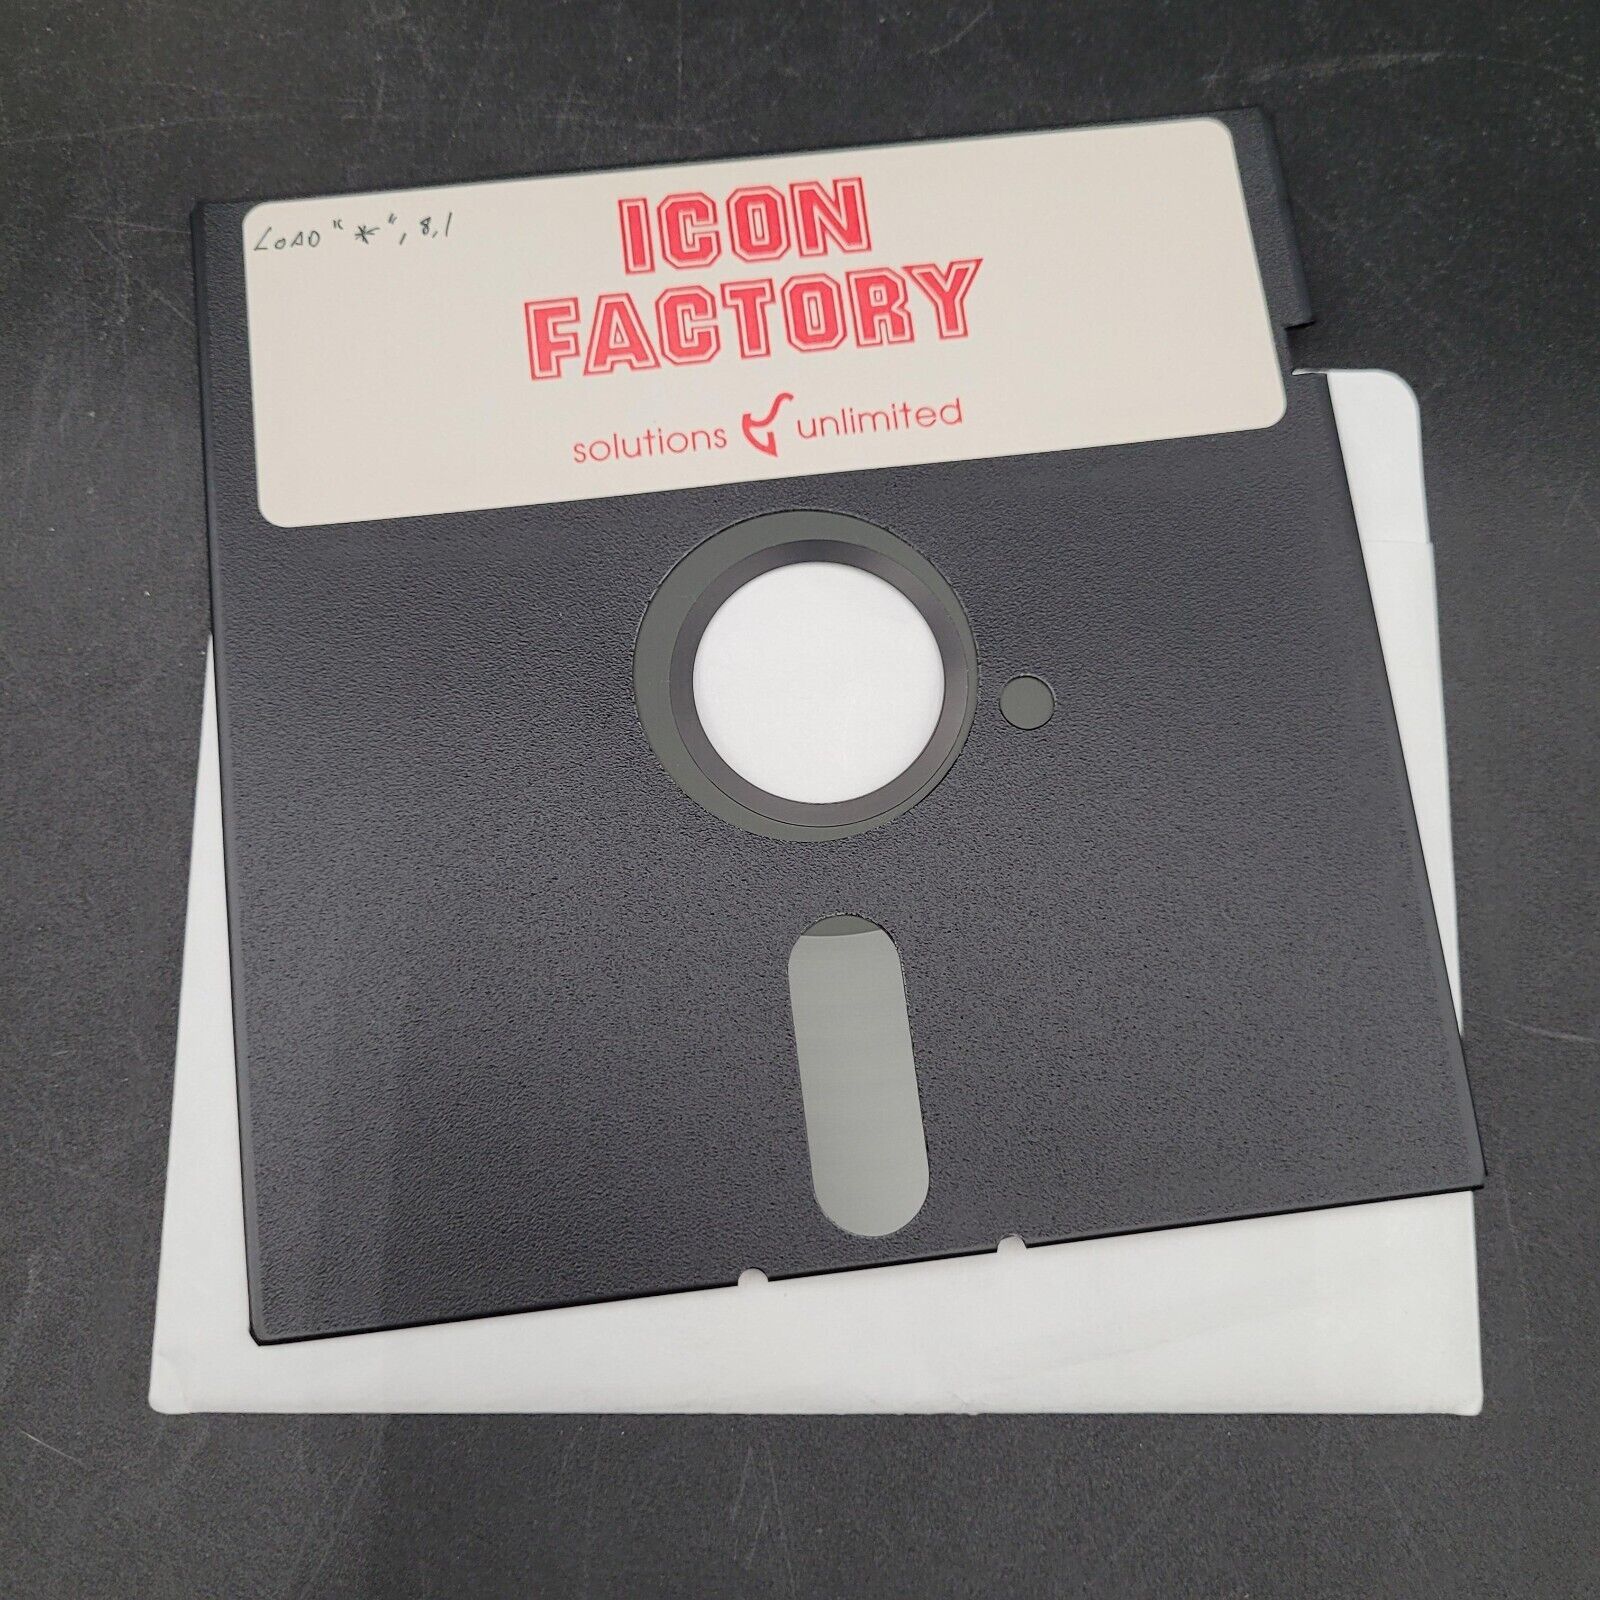 LOAD "*",8,1
ICON
FACTORY
solutions unlimited